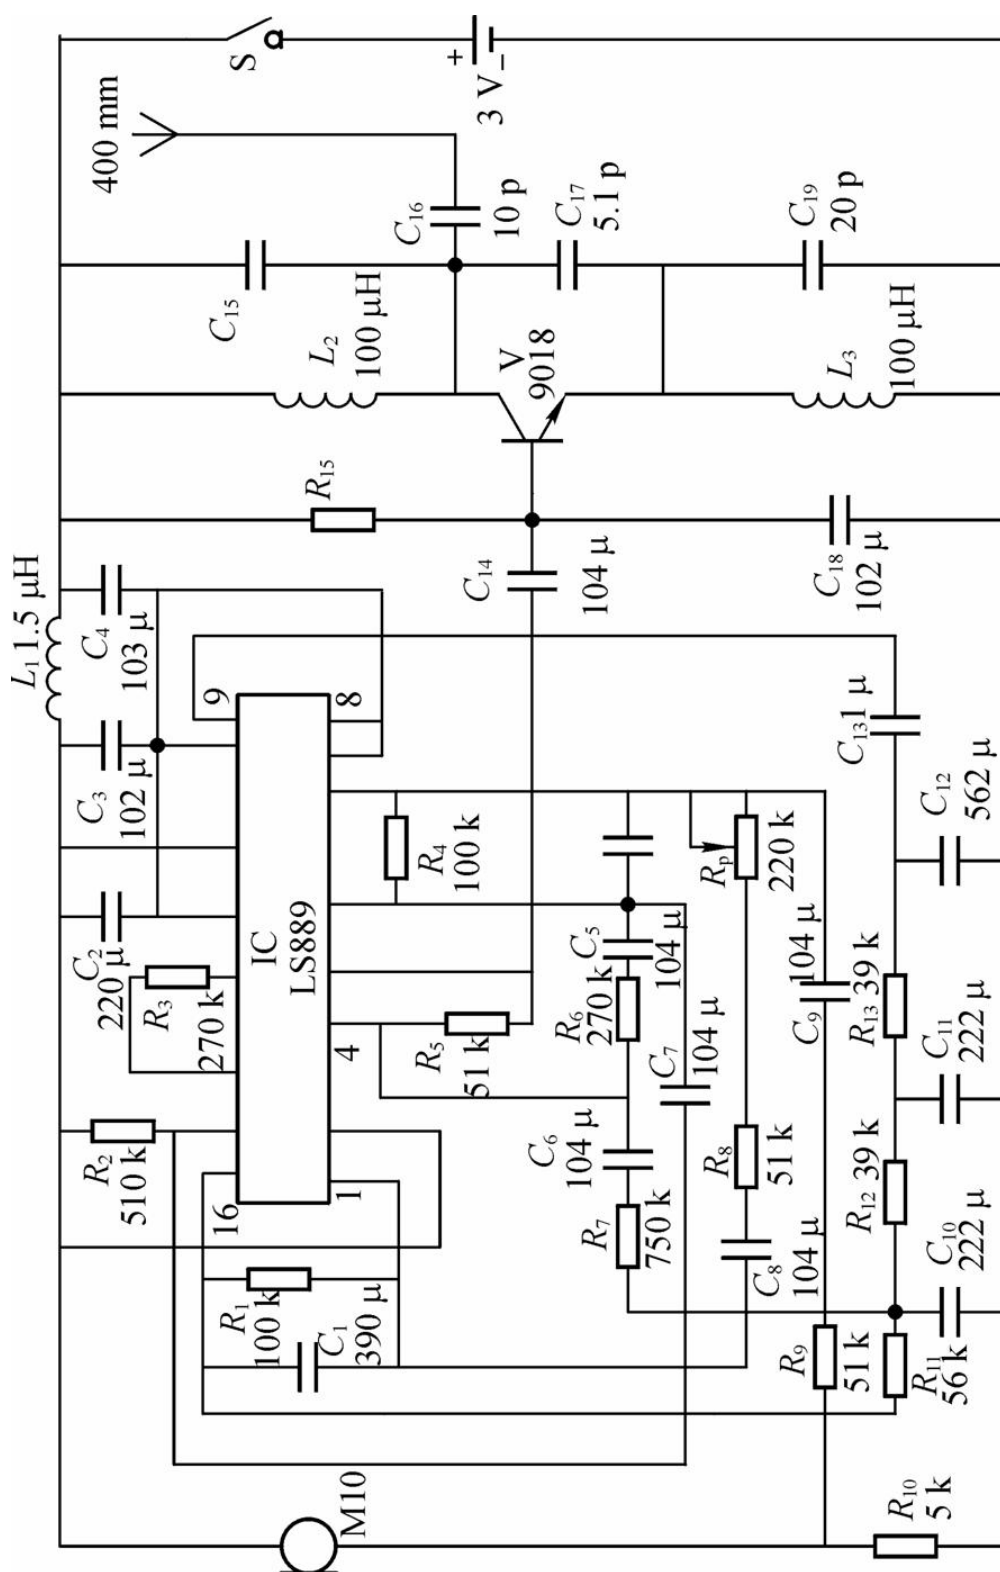 M10
R₁₀
5 k
C₁
390 μ
R₁
100 k
R₂
510 k
16
1
R₃
270 k
C₂
220 μ
IC
LS889
4
R₅
51 k
C₃
102 μ
L₁ 1.5 μH
C₄
103 μ
9
8
R₄
100 k
R₇
750 k
C₆
104 μ
R₆
270 k
C₅
104 μ
C₇
104 μ
C₈
104 μ
R₈
51 k
Rₚ
220 k
R₉
51 k
C₉
104 μ
R₁₁
56 k
C₁₀
222 μ
R₁₂ 39 k
C₁₁
222 μ
R₁₃ 39 k
C₁₂
562 μ
C₁₃1 μ
C₁₄
104 μ
R₁₅
C₁₈
102 μ
C₁₅
L₂
100 μH
V
9018
L₃
100 μH
C₁₆
10 p
C₁₇
5.1 p
C₁₉
20 p
400 mm
S
+
3 V
−